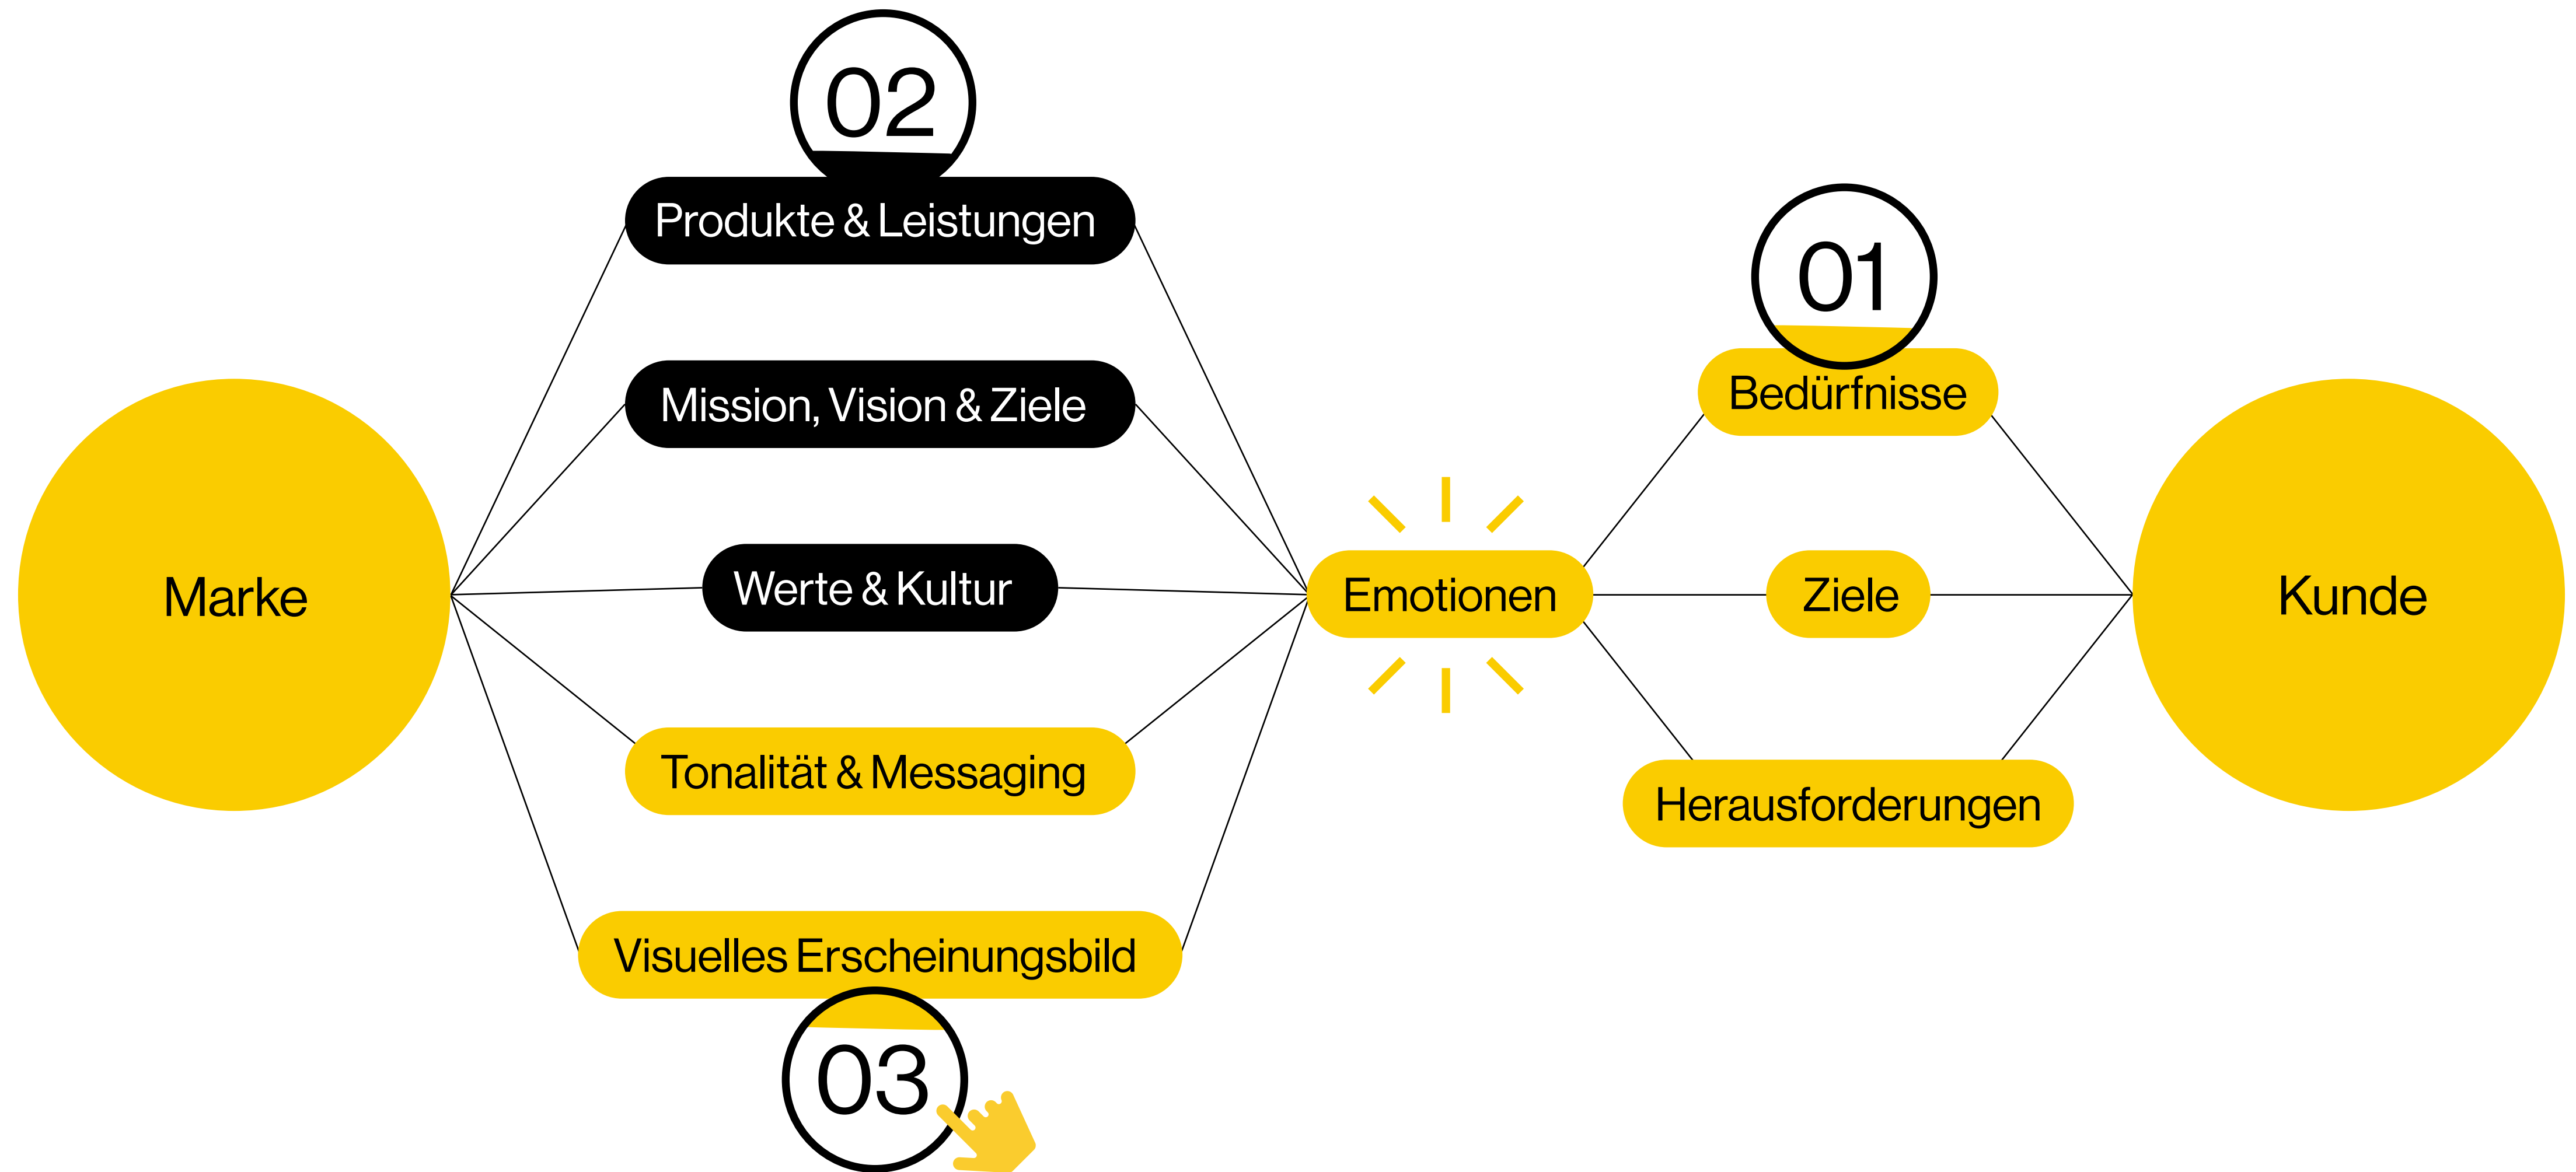 02
Produkte & Leistungen
Mission, Vision & Ziele
Werte & Kultur
Tonalität & Messaging
Visuelles Erscheinungsbild
03
Marke
Emotionen
01
Bedürfnisse
Ziele
Herausforderungen
Kunde